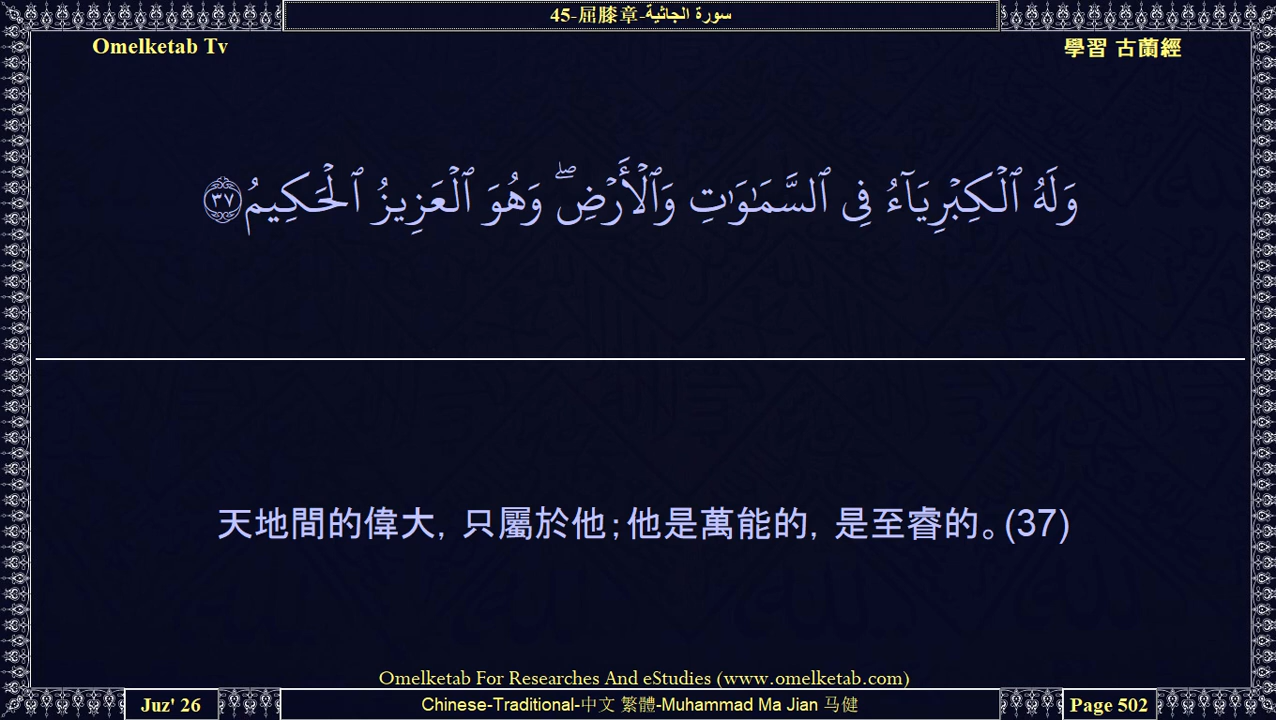 45-屈膝章-سورة الجاثية
Omelketab Tv
學習 古蘭經
وَلَهُ ٱلْكِبْرِيَآءُ فِى ٱلسَّمَـٰوَٰتِ وَٱلْأَرْضِ ۖ وَهُوَ ٱلْعَزِيزُ ٱلْحَكِيمُ ٣٧
天地間的偉大，只屬於他；他是萬能的，是至睿的。(37)
Omelketab For Researches And eStudies (www.omelketab.com)
Juz' 26
Chinese-Traditional-中文 繁體-Muhammad Ma Jian 马健
Page 502